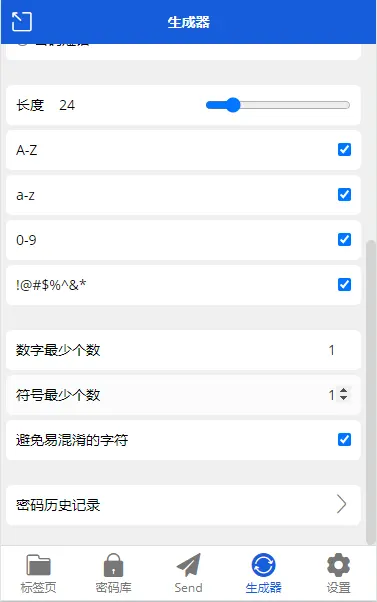 生成器
长度 24
A-Z
a-z
0-9
!@#$%^&*
数字最少个数 1
符号最少个数 1
避免易混淆的字符
密码历史记录
标签页 密码库 Send 生成器 设置